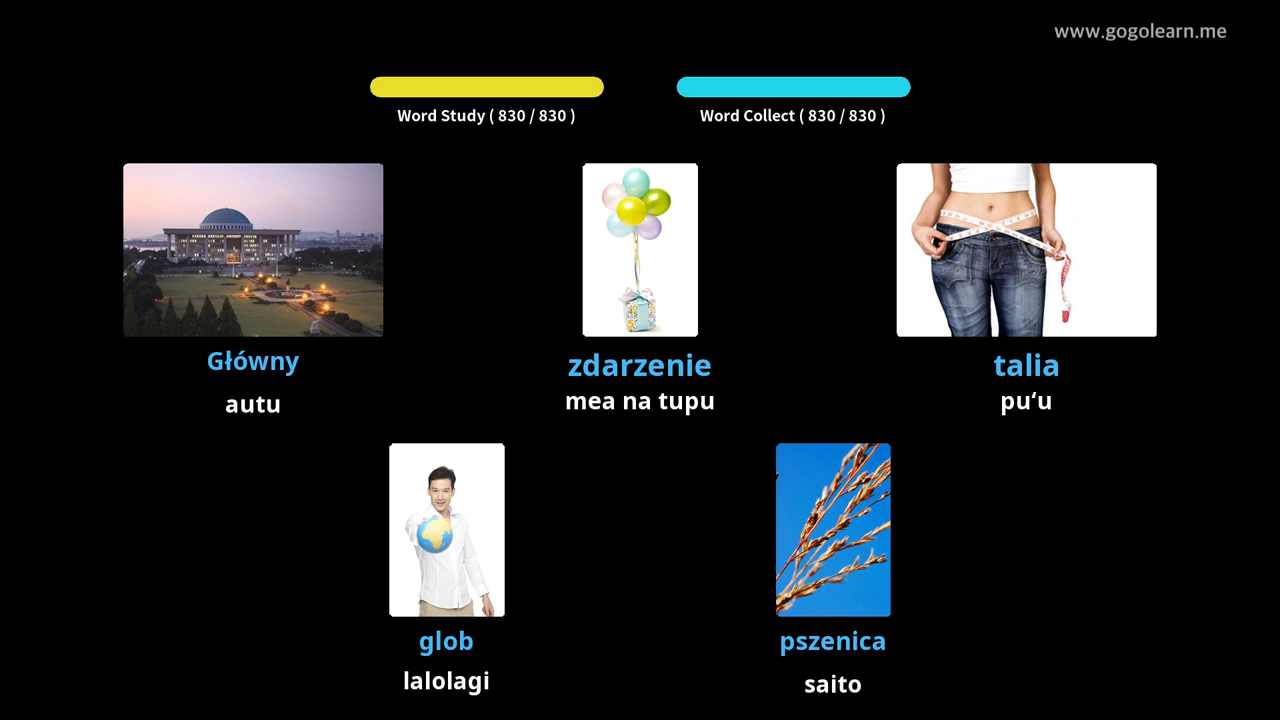 www.gogolearn.me
Word Study ( 830 / 830 )
Word Collect ( 830 / 830 )
Główny
autu
zdarzenie
mea na tupu
talia
puʻu
glob
lalolagi
pszenica
saito